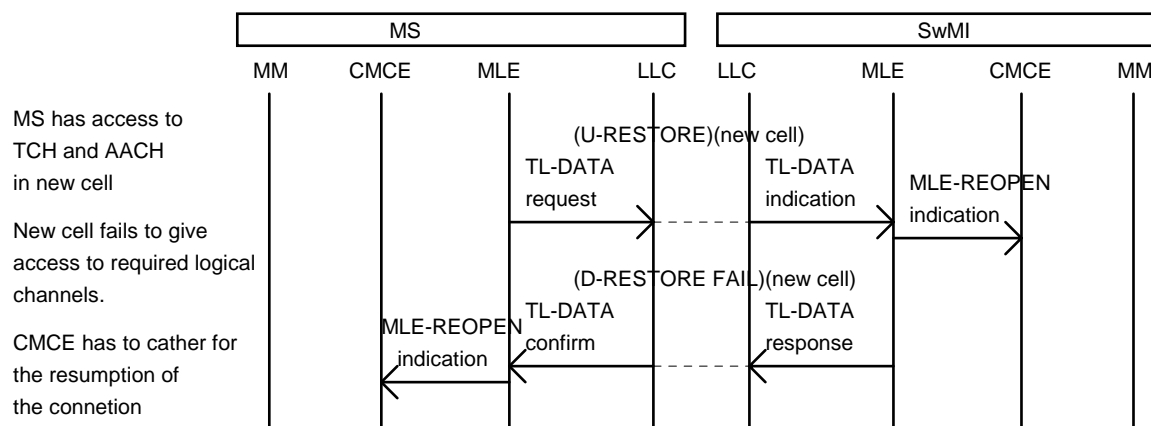 MS SwMI
MM CMCE MLE LLC LLC MLE CMCE MM
MS has access to
TCH and AACH
in new cell
(U-RESTORE)(new cell)
TL-DATA
request
TL-DATA
indication
MLE-REOPEN
indication
New cell fails to give
access to required logical
channels.
(D-RESTORE FAIL)(new cell)
MLE-REOPEN
indication
TL-DATA
confirm
TL-DATA
response
CMCE has to cather for
the resumption of
the connetion